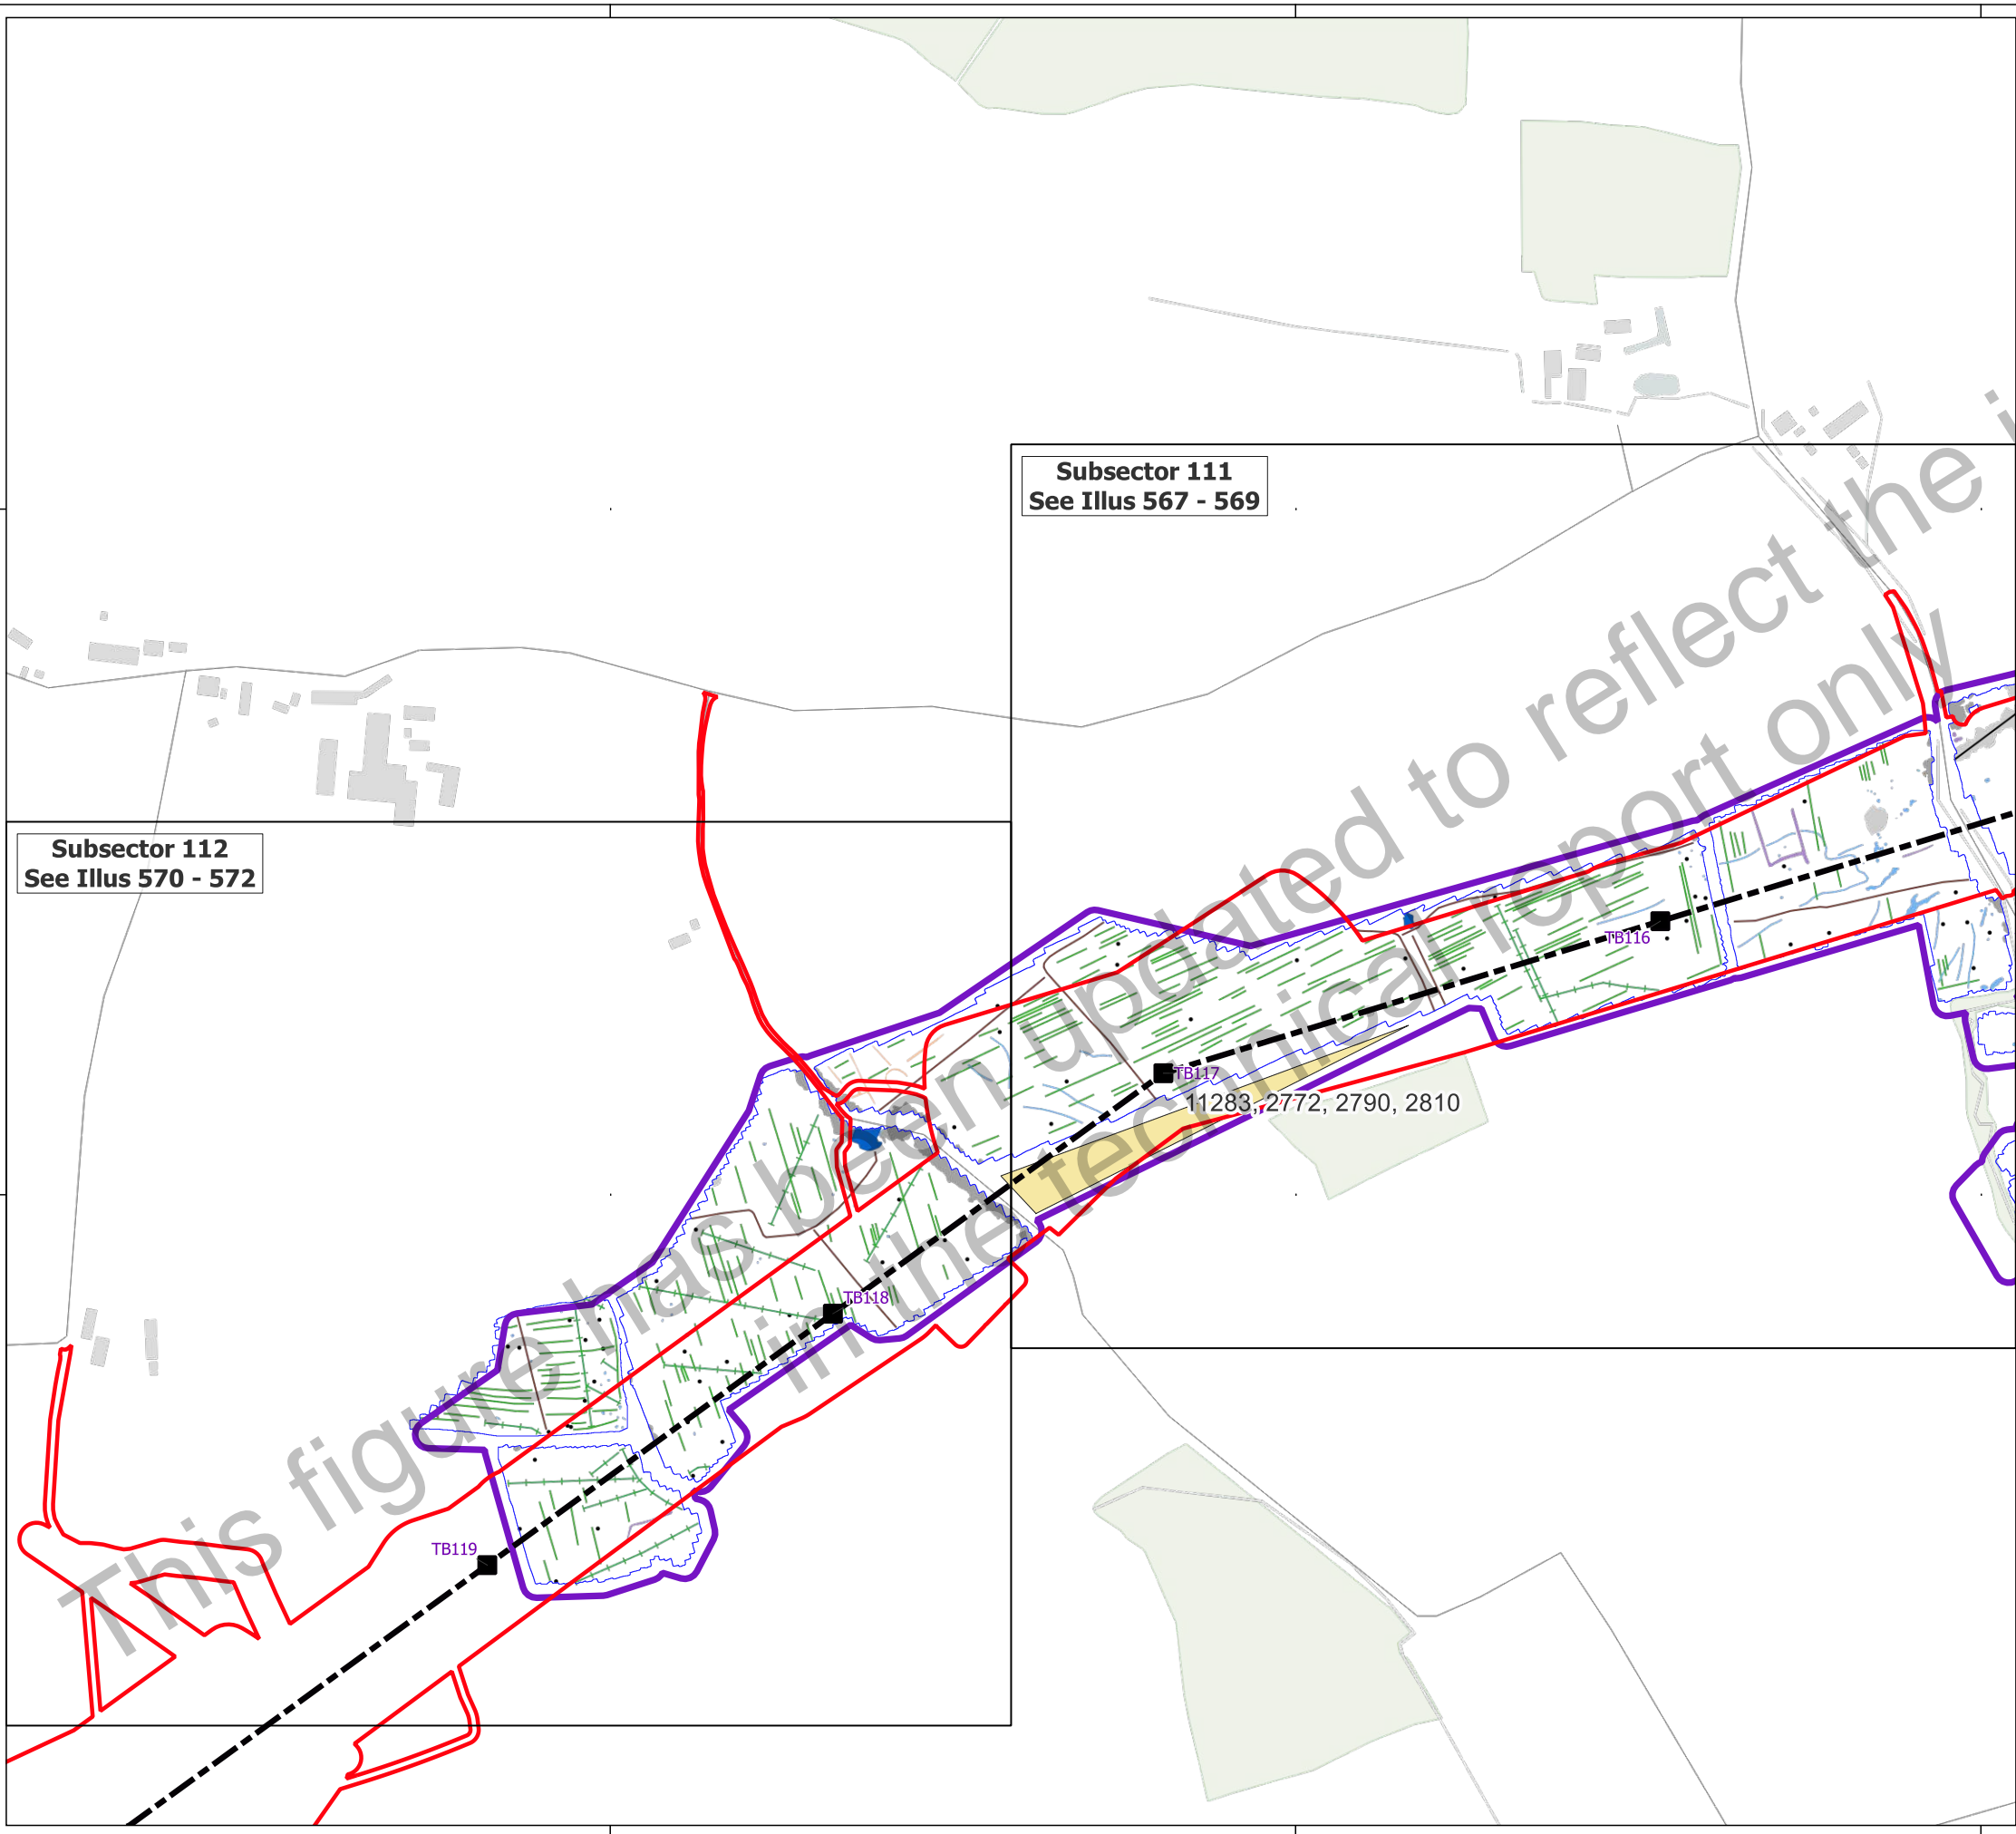 Subsector 111
See Illus 567 - 569
Subsector 112
See Illus 570 - 572
TB116
TB117
11283, 2772, 2790, 2810
TB118
TB119
This figure has been updated to reflect the
in the technical report only